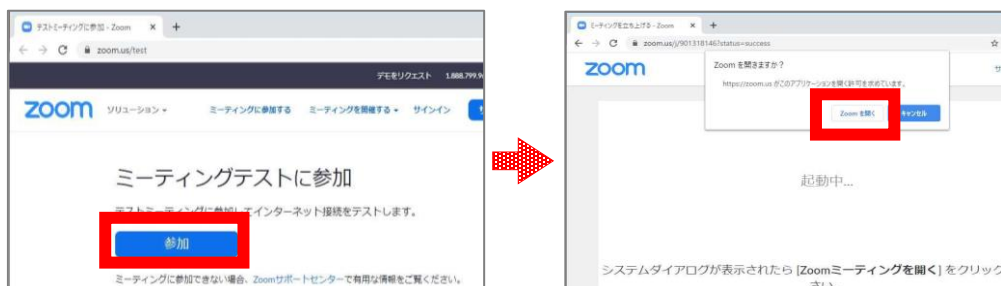 テストミーティングに参加 - Zoom
zoom.us/test
デモをリクエスト 1.888.799.9
zoom ソリューション ミーティングに参加する ミーティングを開催する サインイン
ミーティングテストに参加
テストミーティングに参加してインターネット接続をテストします。
参加
ミーティングに参加できない場合、Zoomサポートセンターで有用な情報をご覧ください。
ミーティングを立ち上げる - Zoom
zoom.us/j/901318146?status=success
zoom
Zoom を開きますか?
https://zoom.us がこのアプリケーションを開く許可を求めています。
Zoom を開く キャンセル
サ
起動中...
システムダイアログが表示されたら [Zoomミーティングを開く] をクリック
さい